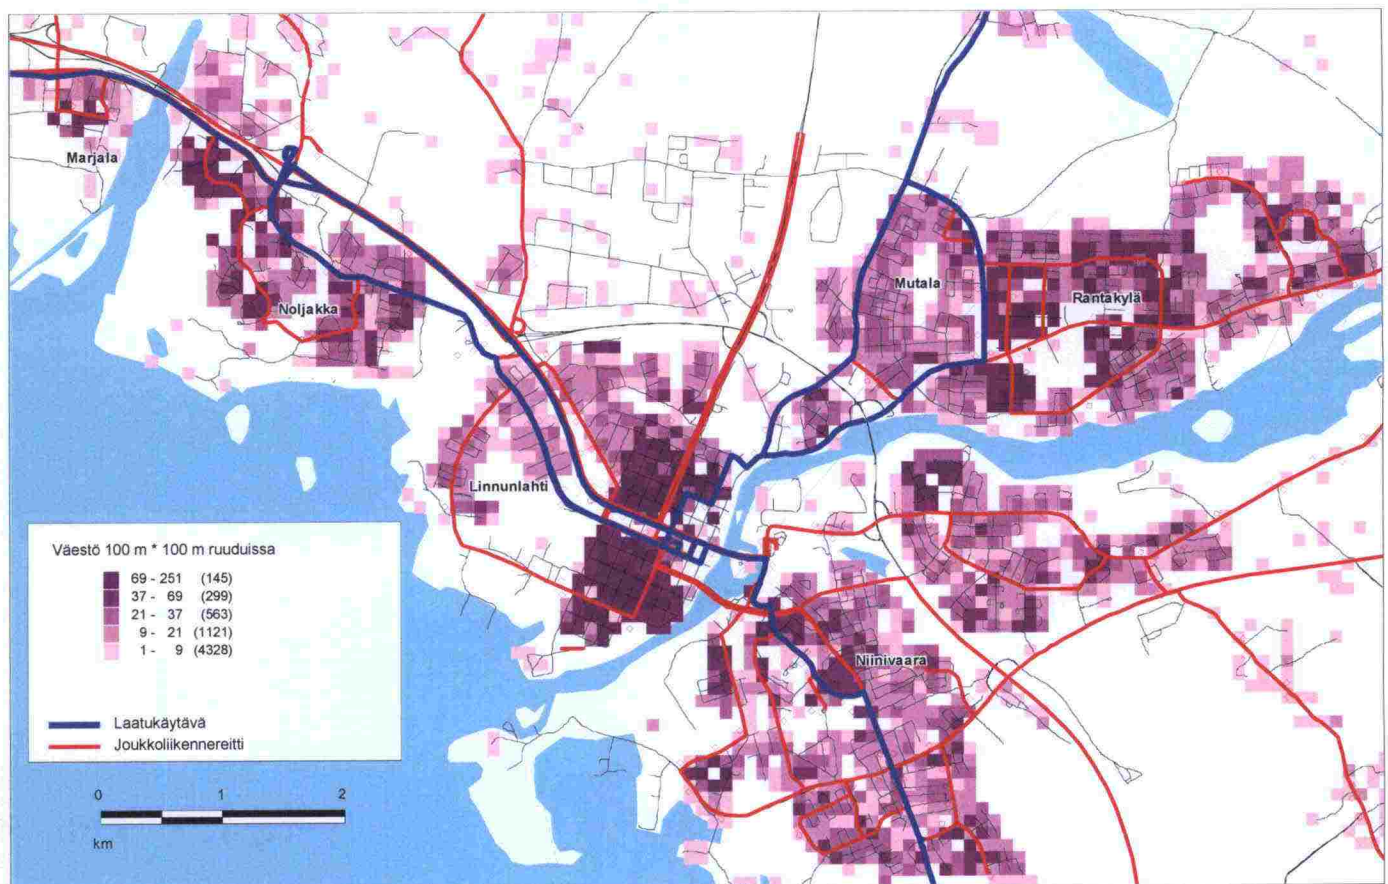 Marjala
Noljakka
Mutala
Rantakylä
Linnunlahti
Niinivaara
Väestö 100 m * 100 m ruuduissa
69 - 251 (145)
37 - 69 (299)
21 - 37 (563)
9 - 21 (1121)
1 - 9 (4328)
Laatukäytävä
Joukkoliikennereitti
0 1 2
km